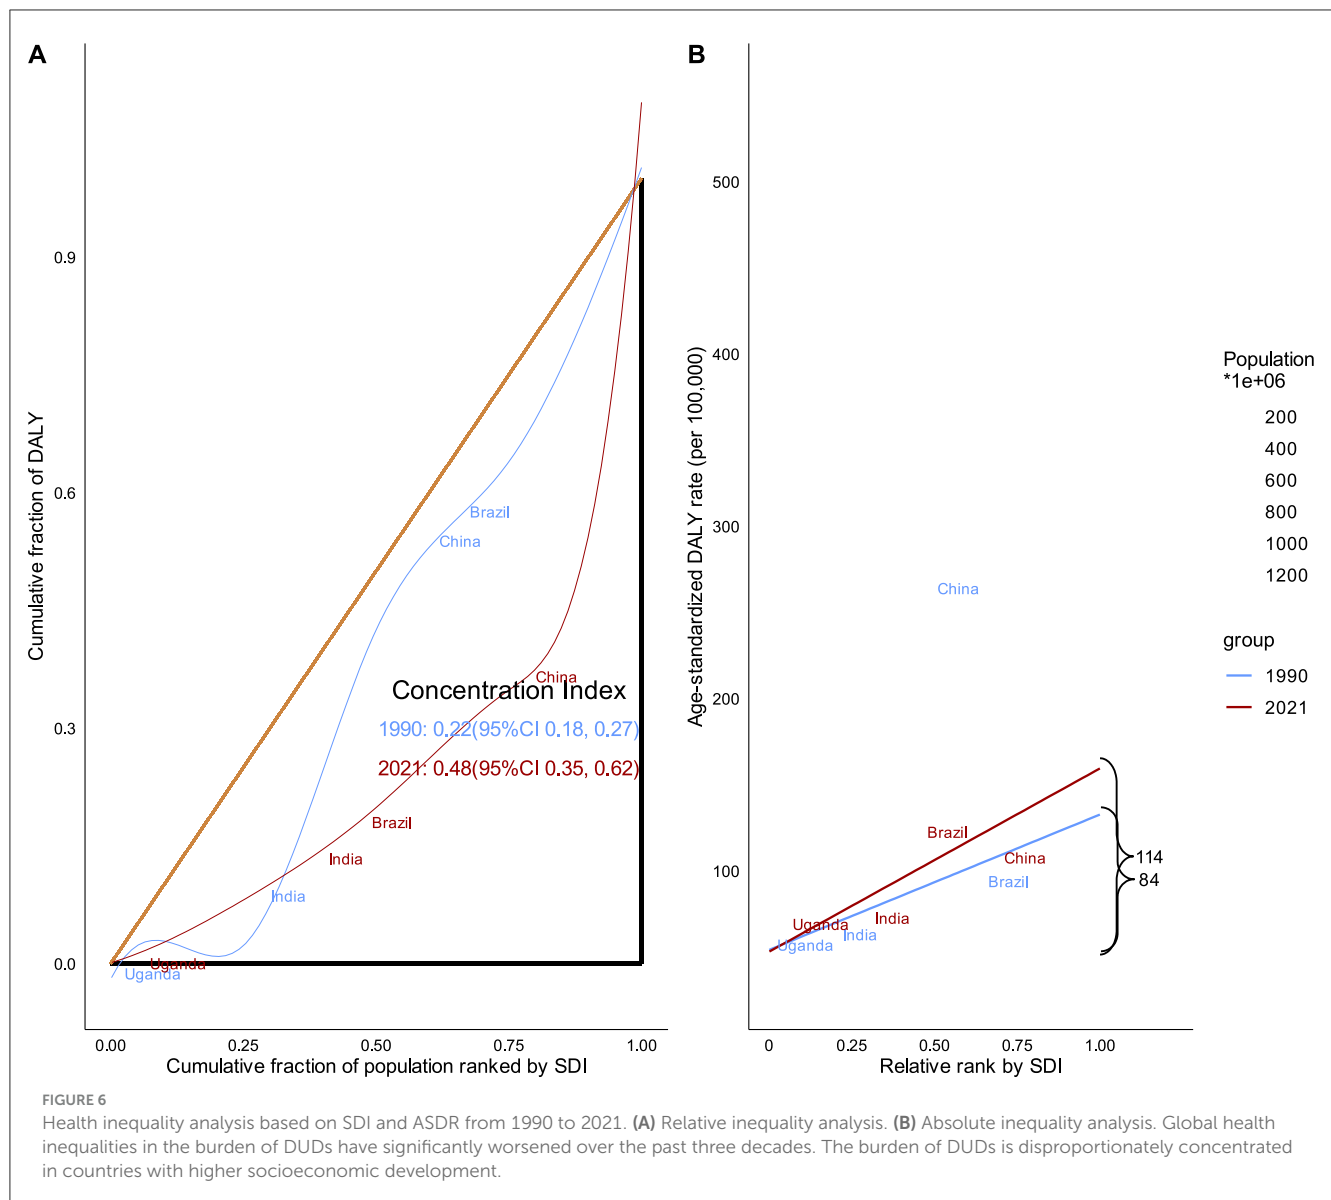 A
Cumulative fraction of DALY
0.9
0.6
0.3
0.0
Brazil
China
China
Concentration Index
1990: 0.22(95%CI 0.18, 0.27)
2021: 0.48(95%CI 0.35, 0.62)
Brazil
India
India
Uganda
Uganda
0.00 0.25 0.50 0.75 1.00
Cumulative fraction of population ranked by SDI
B
Age-standardized DALY rate (per 100,000)
500
400
300
200
100
China
Brazil
China
Brazil
India
Uganda
India
Uganda
114
84
0 0.25 0.50 0.75 1.00
Relative rank by SDI
Population
*1e+06
200
400
600
800
1000
1200
group
1990
2021
FIGURE 6
Health inequality analysis based on SDI and ASDR from 1990 to 2021. (A) Relative inequality analysis. (B) Absolute inequality analysis. Global health
inequalities in the burden of DUDs have significantly worsened over the past three decades. The burden of DUDs is disproportionately concentrated
in countries with higher socioeconomic development.